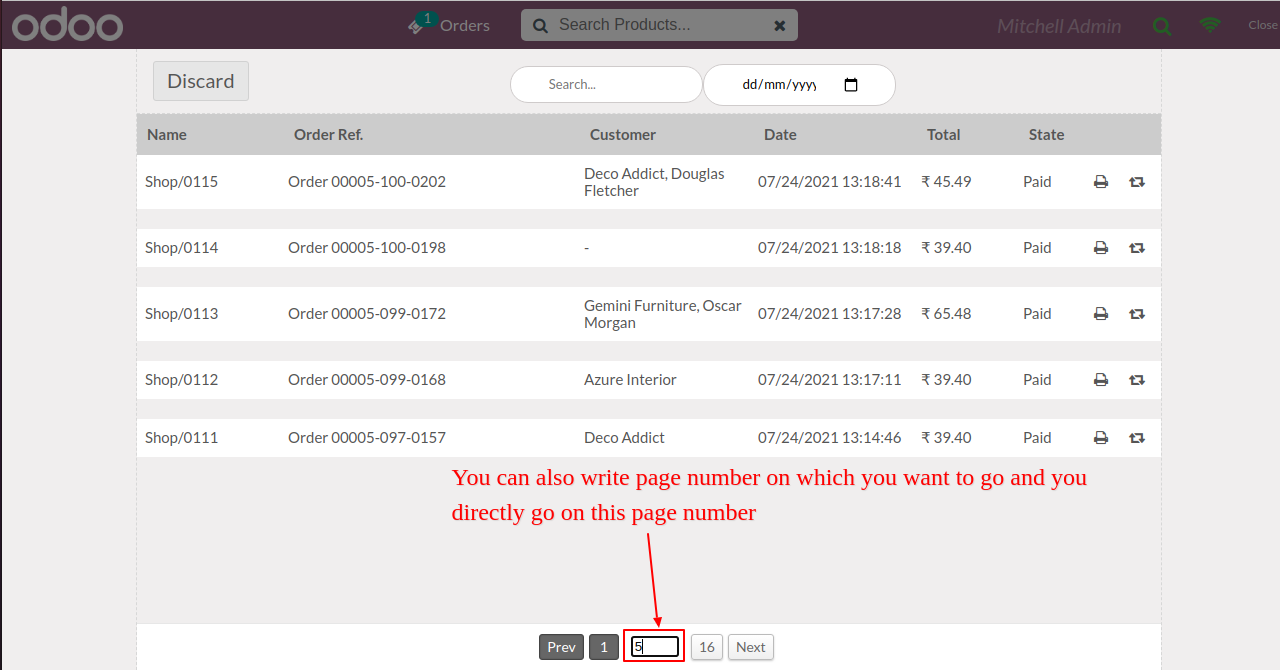 odoo
1
Orders
Search Products...
Mitchell Admin
Close
Discard
Search...
dd/mm/yyyy
Name Order Ref. Customer Date Total State
Shop/0115 Order 00005-100-0202 Deco Addict, Douglas Fletcher 07/24/2021 13:18:41 ₹ 45.49 Paid
Shop/0114 Order 00005-100-0198 - 07/24/2021 13:18:18 ₹ 39.40 Paid
Shop/0113 Order 00005-099-0172 Gemini Furniture, Oscar Morgan 07/24/2021 13:17:28 ₹ 65.48 Paid
Shop/0112 Order 00005-099-0168 Azure Interior 07/24/2021 13:17:11 ₹ 39.40 Paid
Shop/0111 Order 00005-097-0157 Deco Addict 07/24/2021 13:14:46 ₹ 39.40 Paid
You can also write page number on which you want to go and you
directly go on this page number
Prev 1 5 16 Next